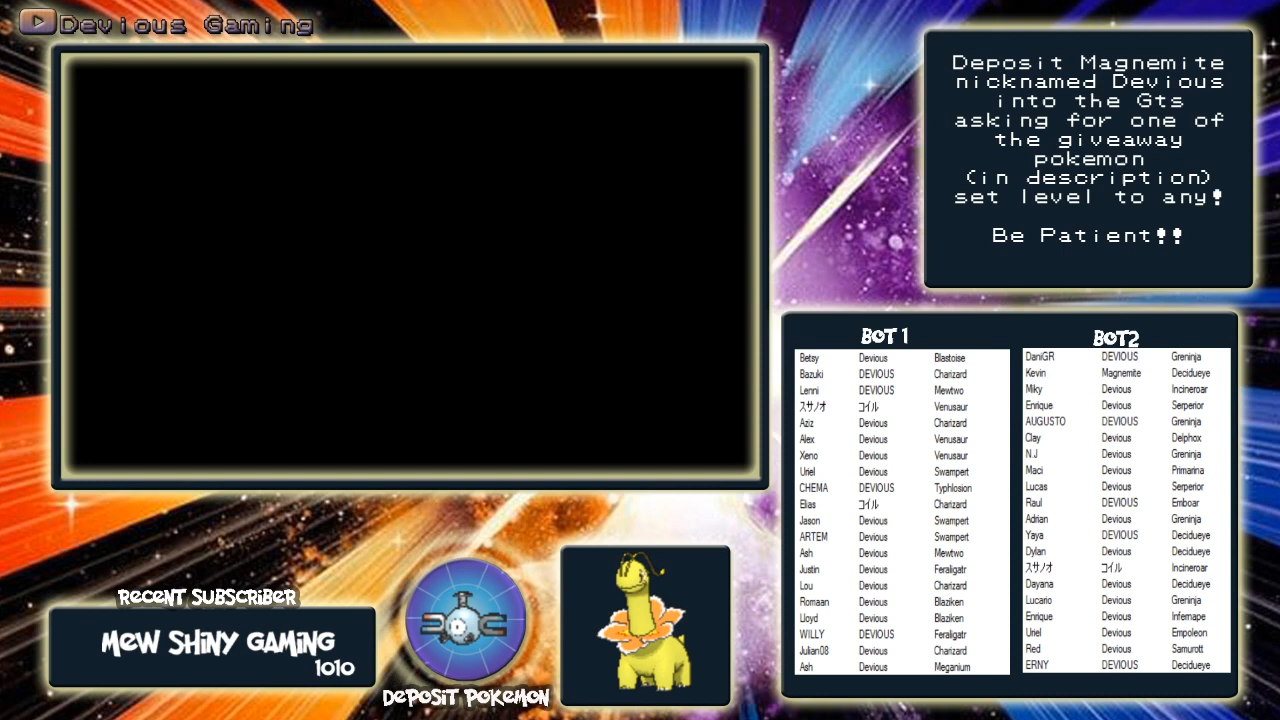 Devious Gaming
Deposit Magnemite
nicknamed Devious
into the Gts
asking for one of
the giveaway
pokemon
(in description)
set level to any!
Be Patient!!
BOT 1
Betsy Devious Blastoise
Bazuki DEVIOUS Charizard
Lenni DEVIOUS Mewtwo
スサノオ コイル Venusaur
Aziz Devious Charizard
Alex Devious Venusaur
Xeno Devious Venusaur
Uriel Devious Swampert
CHEMA DEVIOUS Typhlosion
Elias コイル Charizard
Jason Devious Swampert
ARTEM Devious Swampert
Ash Devious Mewtwo
Justin Devious Feraligatr
Lou Devious Charizard
Romaan Devious Blaziken
Lloyd Devious Blaziken
WILLY DEVIOUS Feraligatr
Julian08 Devious Charizard
Ash Devious Meganium
BOT2
DaniGR DEVIOUS Greninja
Kevin Magnemite Decidueye
Miky Devious Incineroar
Enrique Devious Serperior
AUGUSTO DEVIOUS Greninja
Clay Devious Delphox
N.J Devious Greninja
Maci Devious Primarina
Lucas Devious Serperior
Raul DEVIOUS Emboar
Adrian Devious Greninja
Yaya DEVIOUS Decidueye
Dylan Devious Decidueye
スサノオ コイル Incineroar
Dayana Devious Decidueye
Lucario Devious Greninja
Enrique Devious Infernape
Uriel Devious Empoleon
Red Devious Samurott
ERNY DEVIOUS Decidueye
RECENT SUBSCRIBER
MEW SHINY GAMING
1010
DEPOSIT POKEMON